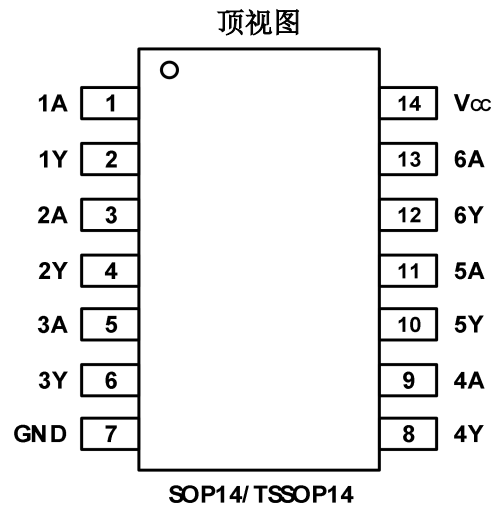 顶视图
1A 1 14 VCC
1Y 2 13 6A
2A 3 12 6Y
2Y 4 11 5A
3A 5 10 5Y
3Y 6 9 4A
GND 7 8 4Y
SOP14/TSSOP14